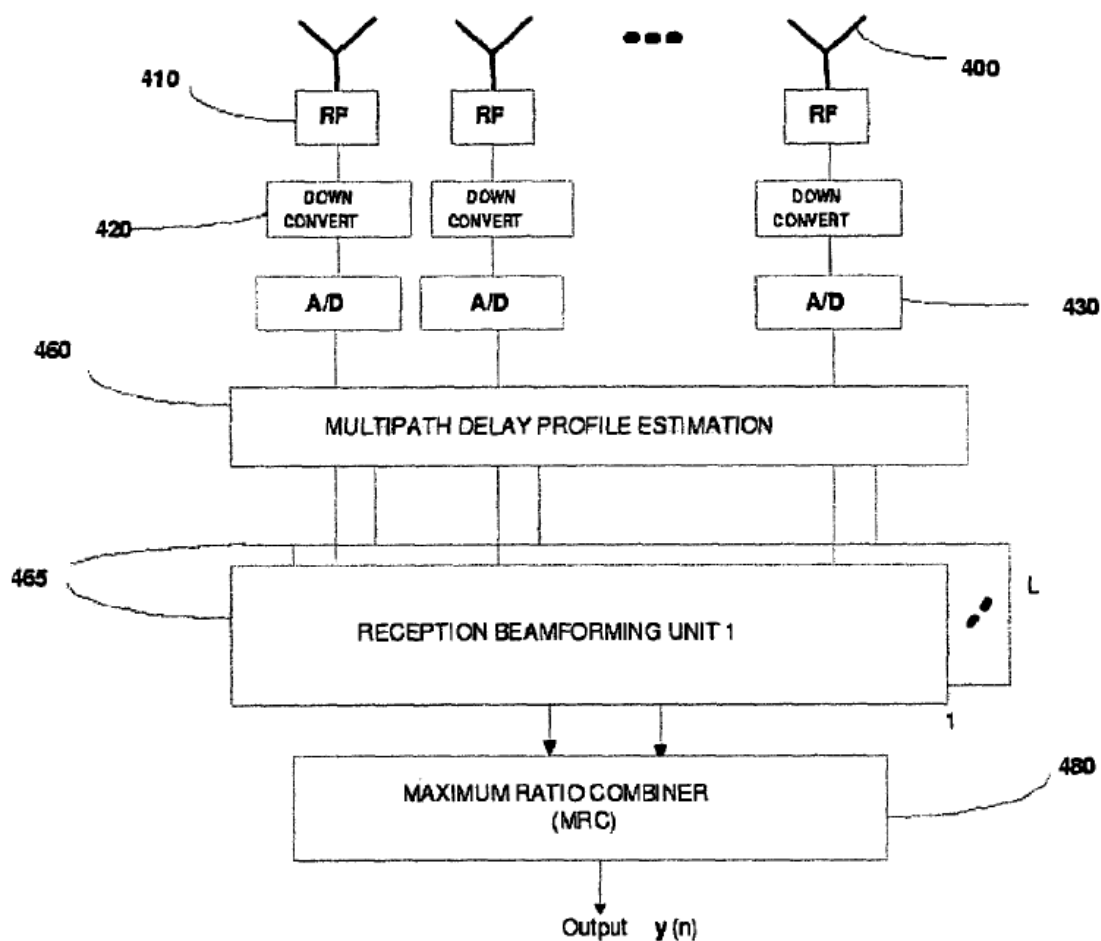 400
410
RF RF RF
DOWN CONVERT DOWN CONVERT DOWN CONVERT
420
A/D A/D A/D
430
460
MULTIPATH DELAY PROFILE ESTIMATION
465
L
RECEPTION BEAMFORMING UNIT 1
1
480
MAXIMUM RATIO COMBINER
(MRC)
Output y (n)